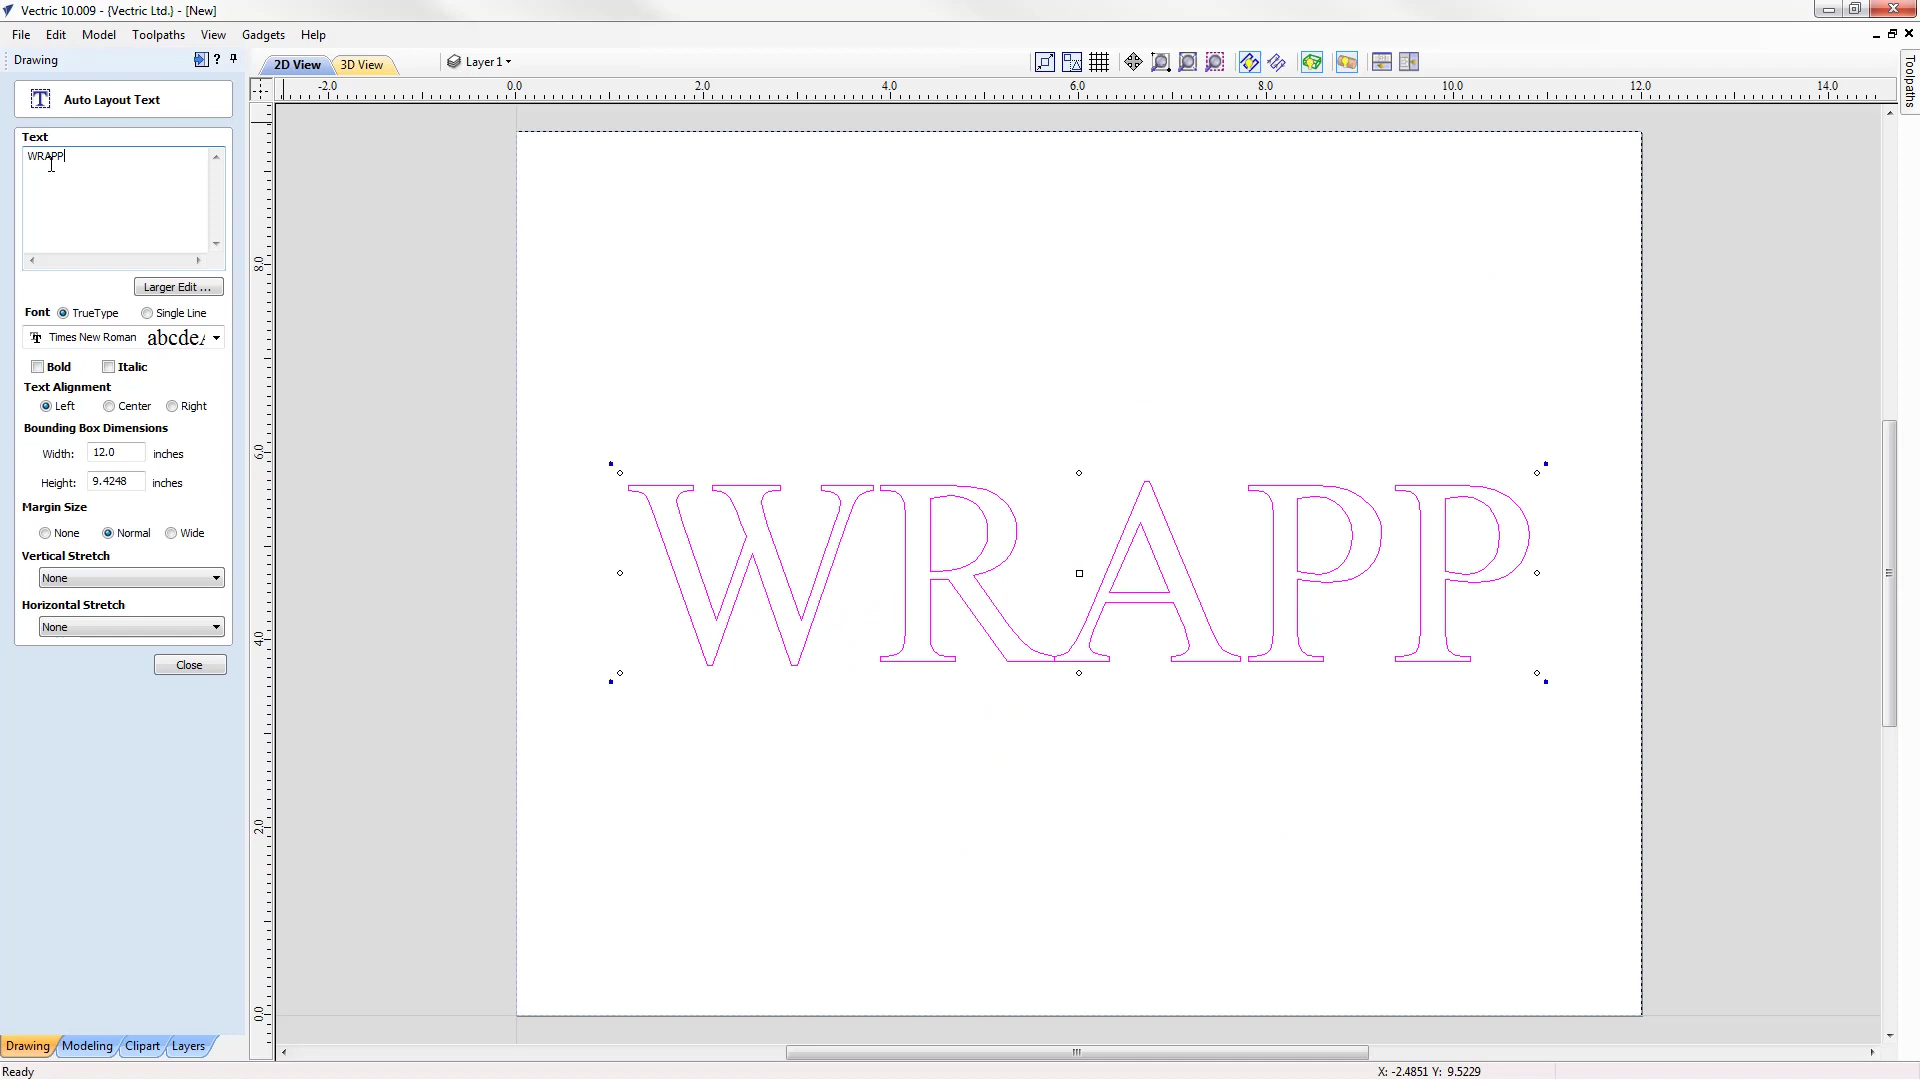 Vectric 10.009 - {Vectric Ltd.} - [New]
File Edit Model Toolpaths View Gadgets Help
Drawing ?
2D View 3D View Layer 1
Toolpaths
Auto Layout Text
Text
WRAPP
Larger Edit ...
Font TrueType Single Line
Times New Roman abcdeA
Bold Italic
Text Alignment
Left Center Right
Bounding Box Dimensions
Width: 12.0 inches
Height: 9.4248 inches
Margin Size
None Normal Wide
Vertical Stretch
None
Horizontal Stretch
None
Close
-2.0 0.0 2.0 4.0 6.0 8.0 10.0 12.0 14.0
8.0
6.0
4.0
2.0
0.0
WRAPP
Drawing Modeling Clipart Layers
Ready X: -2.4851 Y: 9.5229